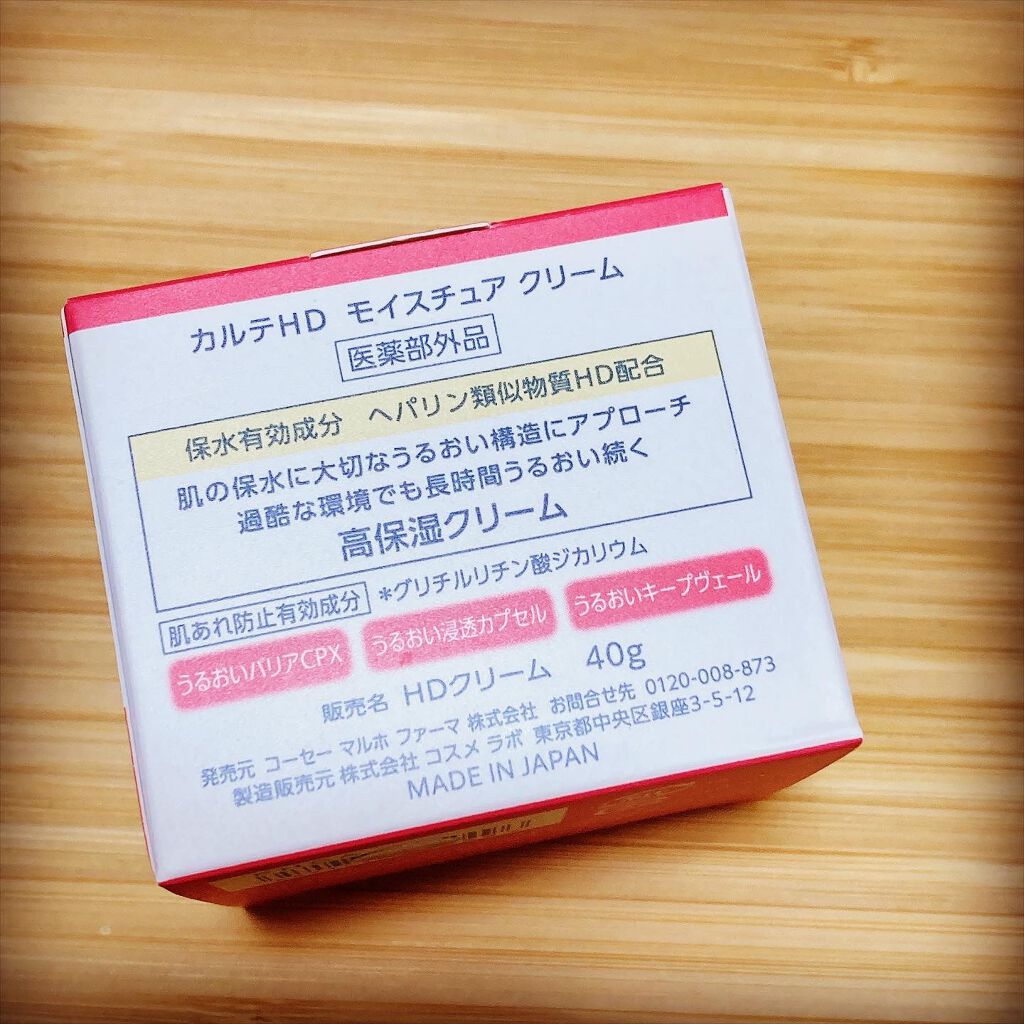 カルテHD モイスチュア クリーム
医薬部外品
保水有効成分 ヘパリン類似物質HD配合
肌の保水に大切なうるおい構造にアプローチ
過酷な環境でも長時間うるおい続く
高保湿クリーム
肌あれ防止有効成分 *グリチルリチン酸ジカリウム
うるおいバリアCPX うるおい浸透カプセル うるおいキープヴェール
販売名 HDクリーム 40g
発売元 コーセー マルホ ファーマ 株式会社 お問合せ先 0120-008-873
製造販売元 株式会社 コスメ ラボ 東京都中央区銀座3-5-12
MADE IN JAPAN